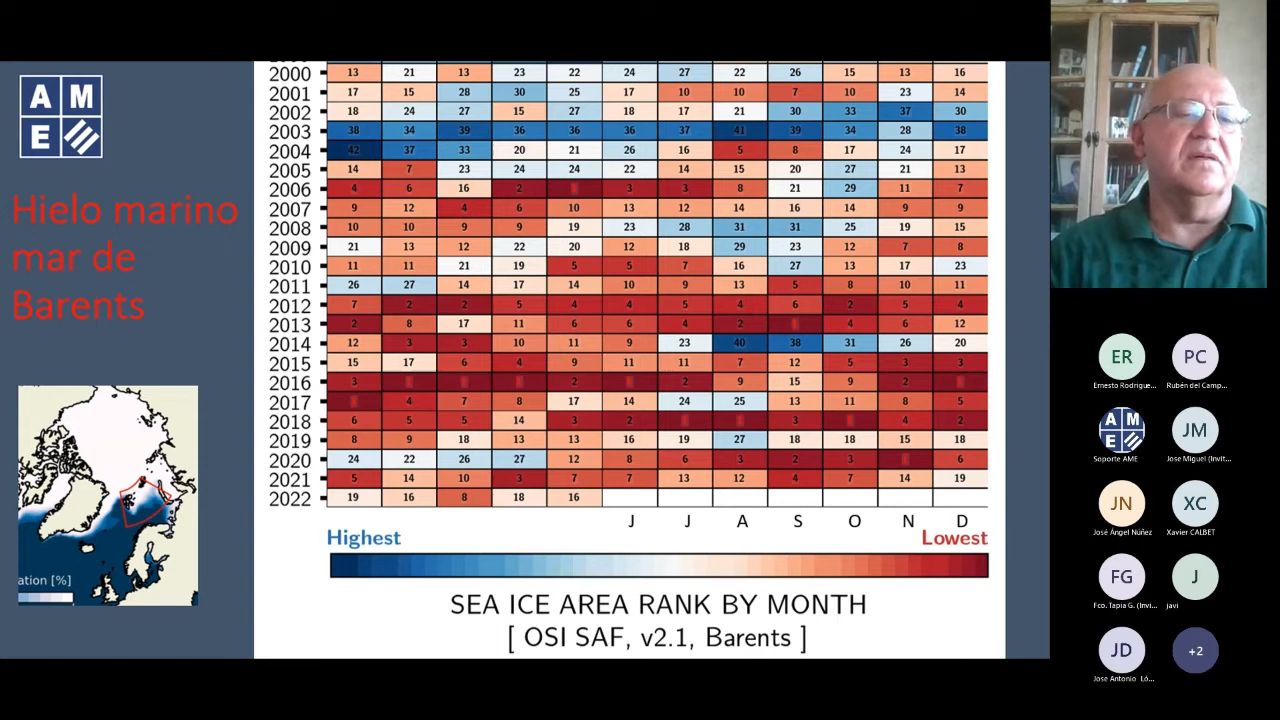 A M
E
Hielo marino
mar de
Barents
ation [%]
2000 13 21 13 23 22 24 27 22 26 15 13 16
2001 17 15 28 30 25 17 10 10 7 10 23 14
2002 18 24 27 15 27 18 17 21 30 33 37 30
2003 38 34 39 36 36 36 37 41 39 34 28 38
2004 42 37 33 20 21 26 16 5 8 17 24 17
2005 14 7 23 24 24 22 14 15 20 27 21 13
2006 4 6 16 2 1 3 3 8 21 29 11 7
2007 9 12 4 6 10 13 12 14 16 14 9 9
2008 10 10 9 9 19 23 28 31 31 25 19 15
2009 21 13 12 22 20 12 18 29 23 12 7 8
2010 11 11 21 19 5 5 7 16 27 13 17 23
2011 26 27 14 17 14 10 9 13 5 8 10 11
2012 7 2 2 5 4 4 5 4 6 2 5 4
2013 2 8 17 11 6 6 4 2 1 4 6 12
2014 12 3 3 10 11 9 23 40 38 31 26 20
2015 15 17 6 4 9 11 11 7 12 5 3 3
2016 3 1 1 1 2 1 2 9 15 9 2 1
2017 1 4 7 8 17 14 24 25 13 11 8 5
2018 6 5 5 14 3 2 1 1 3 1 4 2
2019 8 9 18 13 13 16 19 27 18 18 15 18
2020 24 22 26 27 12 8 6 3 2 3 1 6
2021 5 14 10 3 7 7 13 12 4 7 14 19
2022 19 16 8 18 16
J J A S O N D
Highest Lowest
SEA ICE AREA RANK BY MONTH
[ OSI SAF, v2.1, Barents ]
ER PC
Ernesto Rodrigue... Rubén del Camp...
A M
E
JM
Soporte AME Jose Miguel (Invit...
JN XC
José Ángel Núñez Xavier CALBET
FG J
Fco. Tapia G. (Invi... javi
JD +2
Jose Antonio Ló...